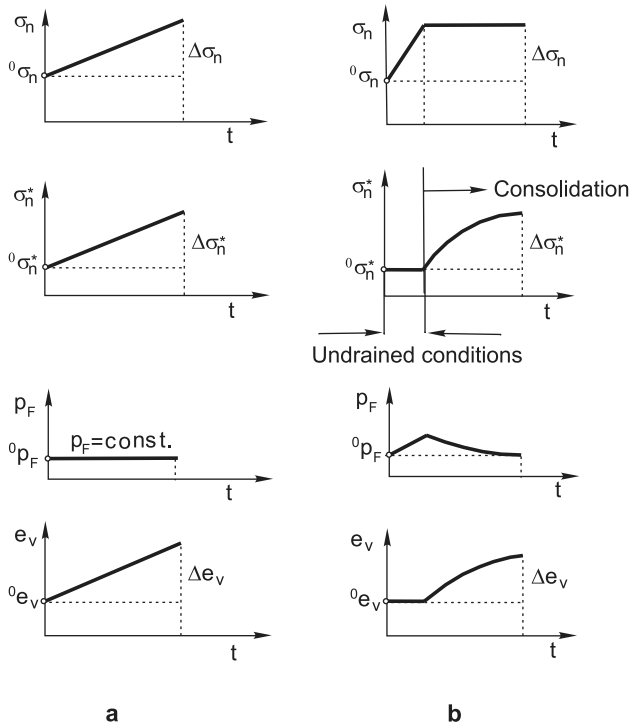 σn
⁰σn
Δσn
t
σn*
⁰σn*
Δσn*
t
pF
⁰pF
pF=const.
t
ev
⁰ev
Δev
t
a
σn
⁰σn
Δσn
t
σn*
Consolidation
⁰σn*
Δσn*
t
Undrained conditions
pF
⁰pF
t
ev
⁰ev
Δev
t
b